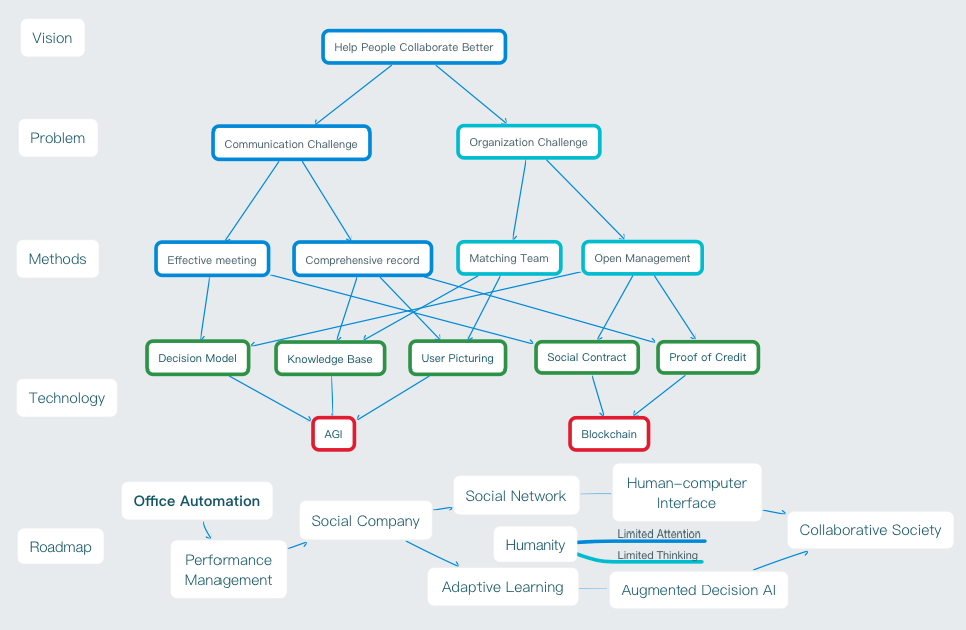 Vision
Help People Collaborate Better
Problem
Communication Challenge
Organization Challenge
Methods
Effective meeting
Comprehensive record
Matching Team
Open Management
Decision Model
Knowledge Base
User Picturing
Social Contract
Proof of Credit
Technology
AGI
Blockchain
Roadmap
Office Automation
Performance
Management
Social Company
Social Network
Human-computer
Interface
Humanity
Limited Attention
Limited Thinking
Adaptive Learning
Augmented Decision AI
Collaborative Society